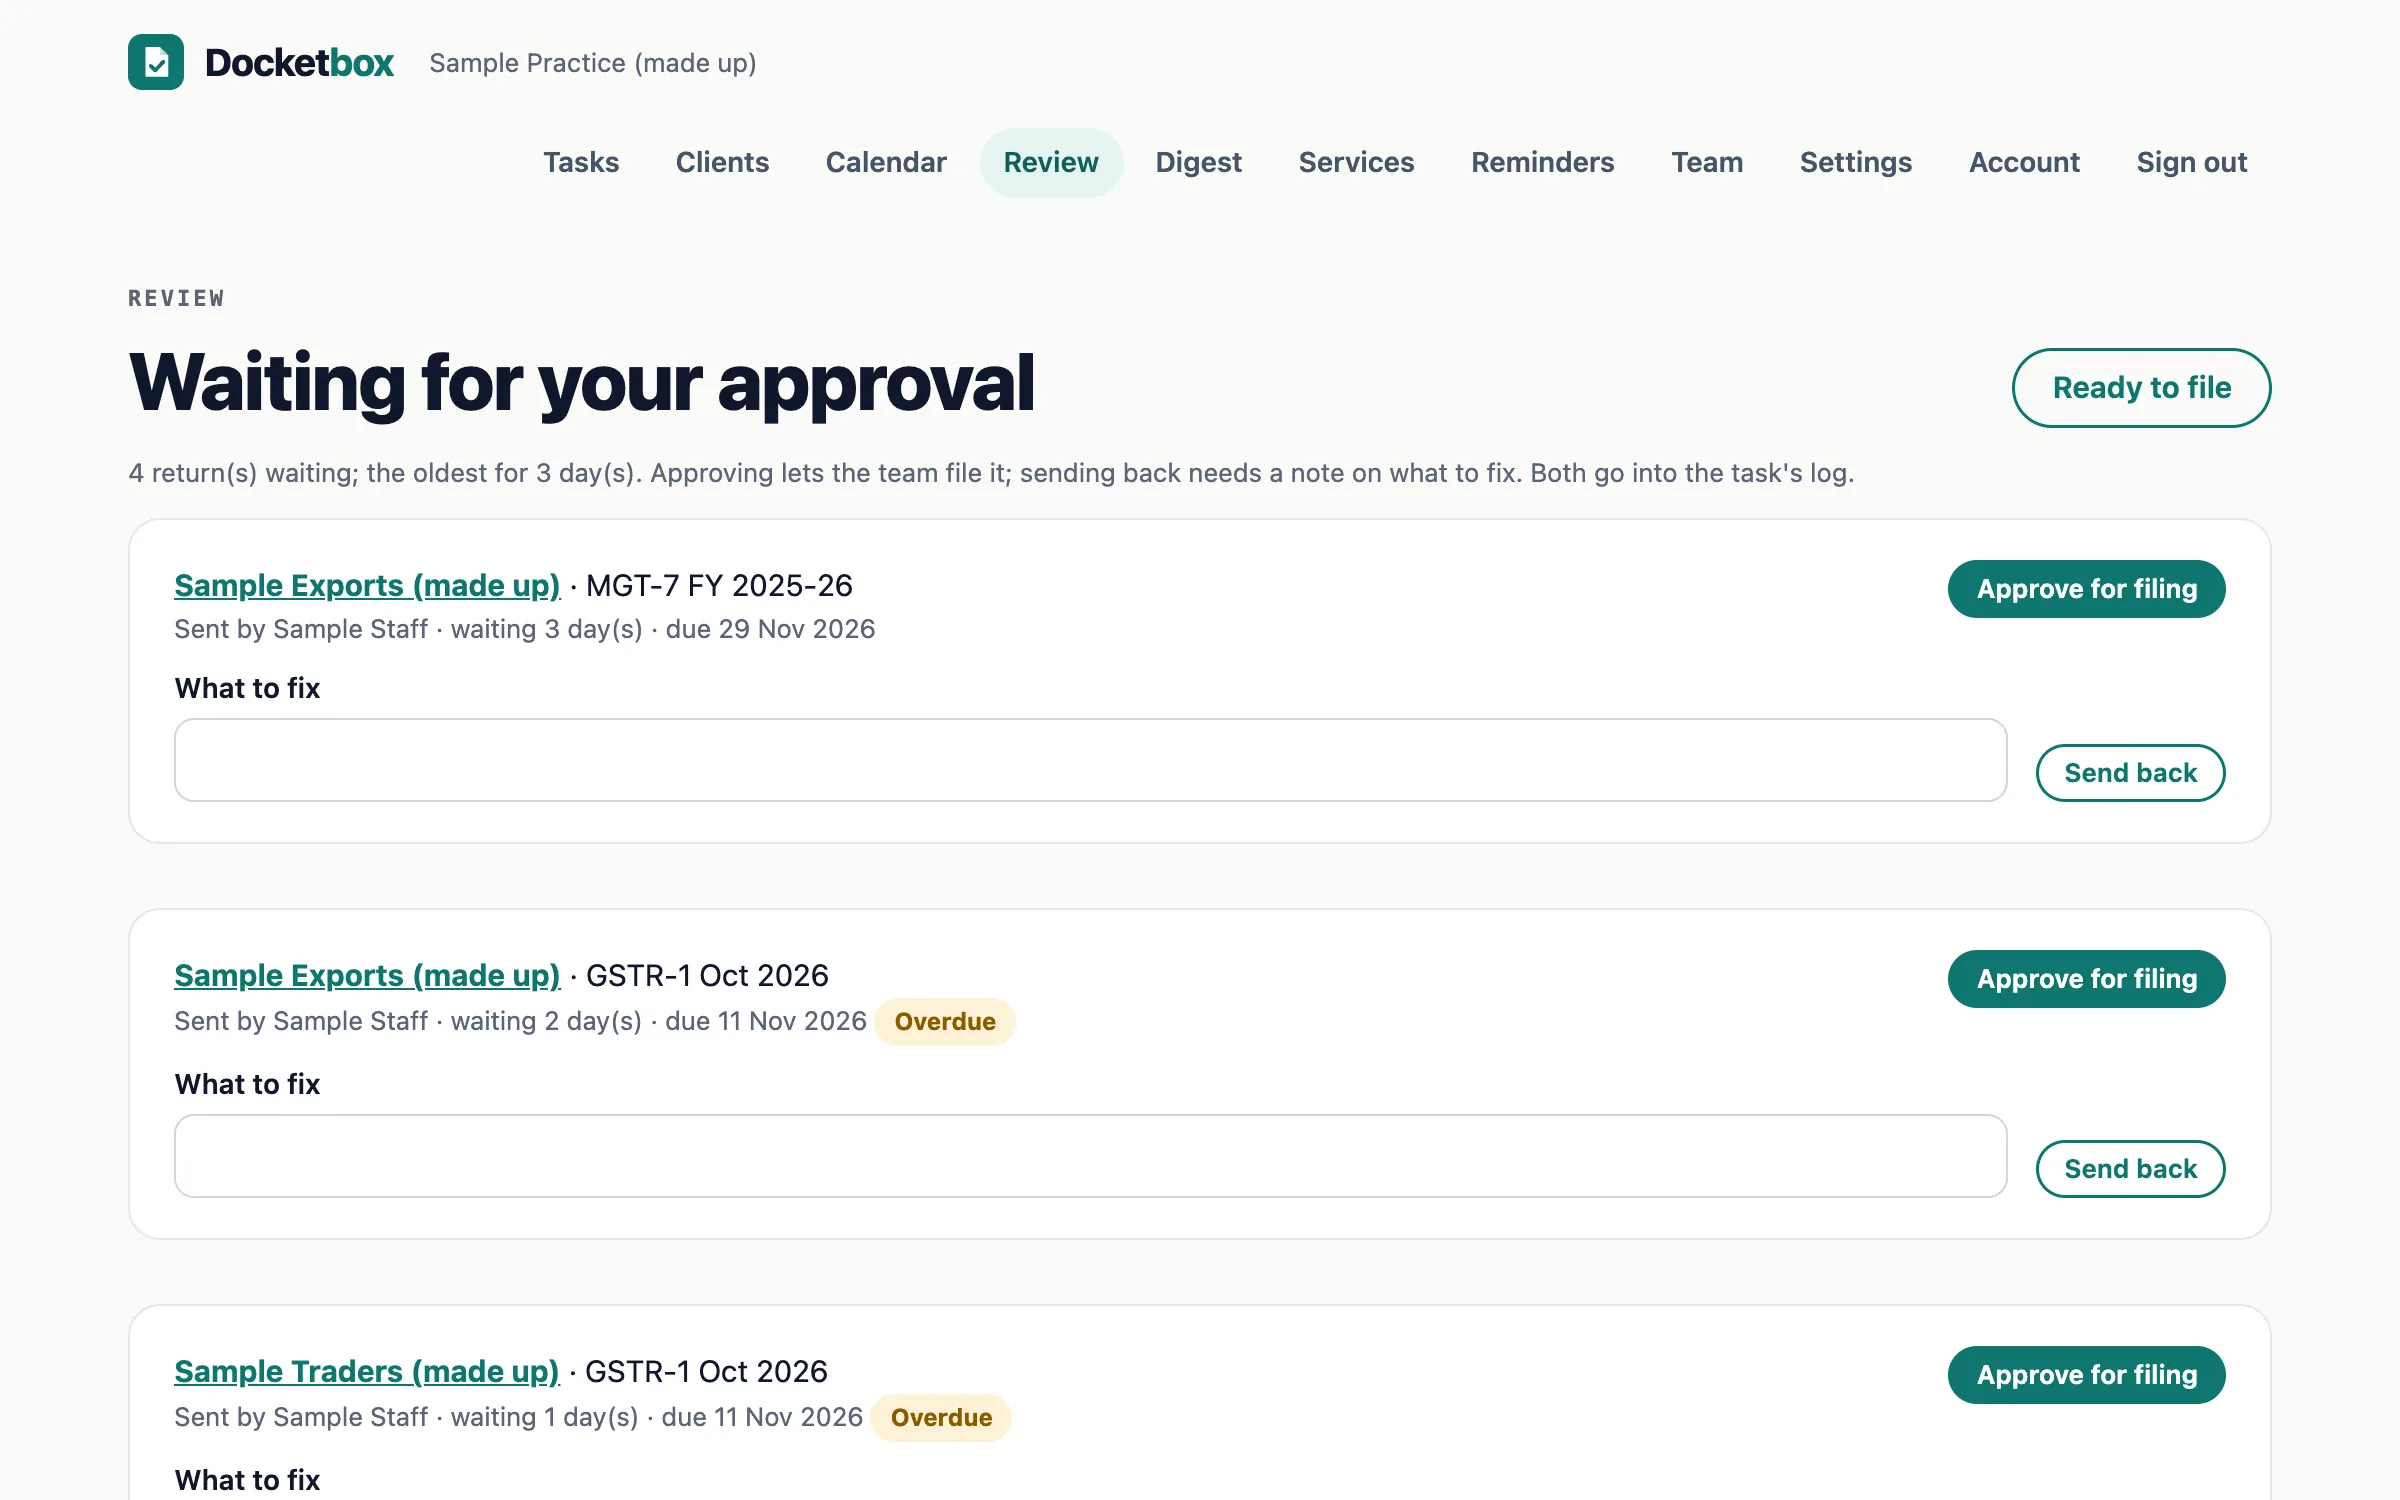 Docketbox Sample Practice (made up)
Tasks Clients Calendar Review Digest Services Reminders Team Settings Account Sign out
REVIEW
Waiting for your approval
Ready to file
4 return(s) waiting; the oldest for 3 day(s). Approving lets the team file it; sending back needs a note on what to fix. Both go into the task's log.
Sample Exports (made up) · MGT-7 FY 2025-26
Approve for filing
Sent by Sample Staff · waiting 3 day(s) · due 29 Nov 2026
What to fix
Send back
Sample Exports (made up) · GSTR-1 Oct 2026
Approve for filing
Sent by Sample Staff · waiting 2 day(s) · due 11 Nov 2026 Overdue
What to fix
Send back
Sample Traders (made up) · GSTR-1 Oct 2026
Approve for filing
Sent by Sample Staff · waiting 1 day(s) · due 11 Nov 2026 Overdue
What to fix